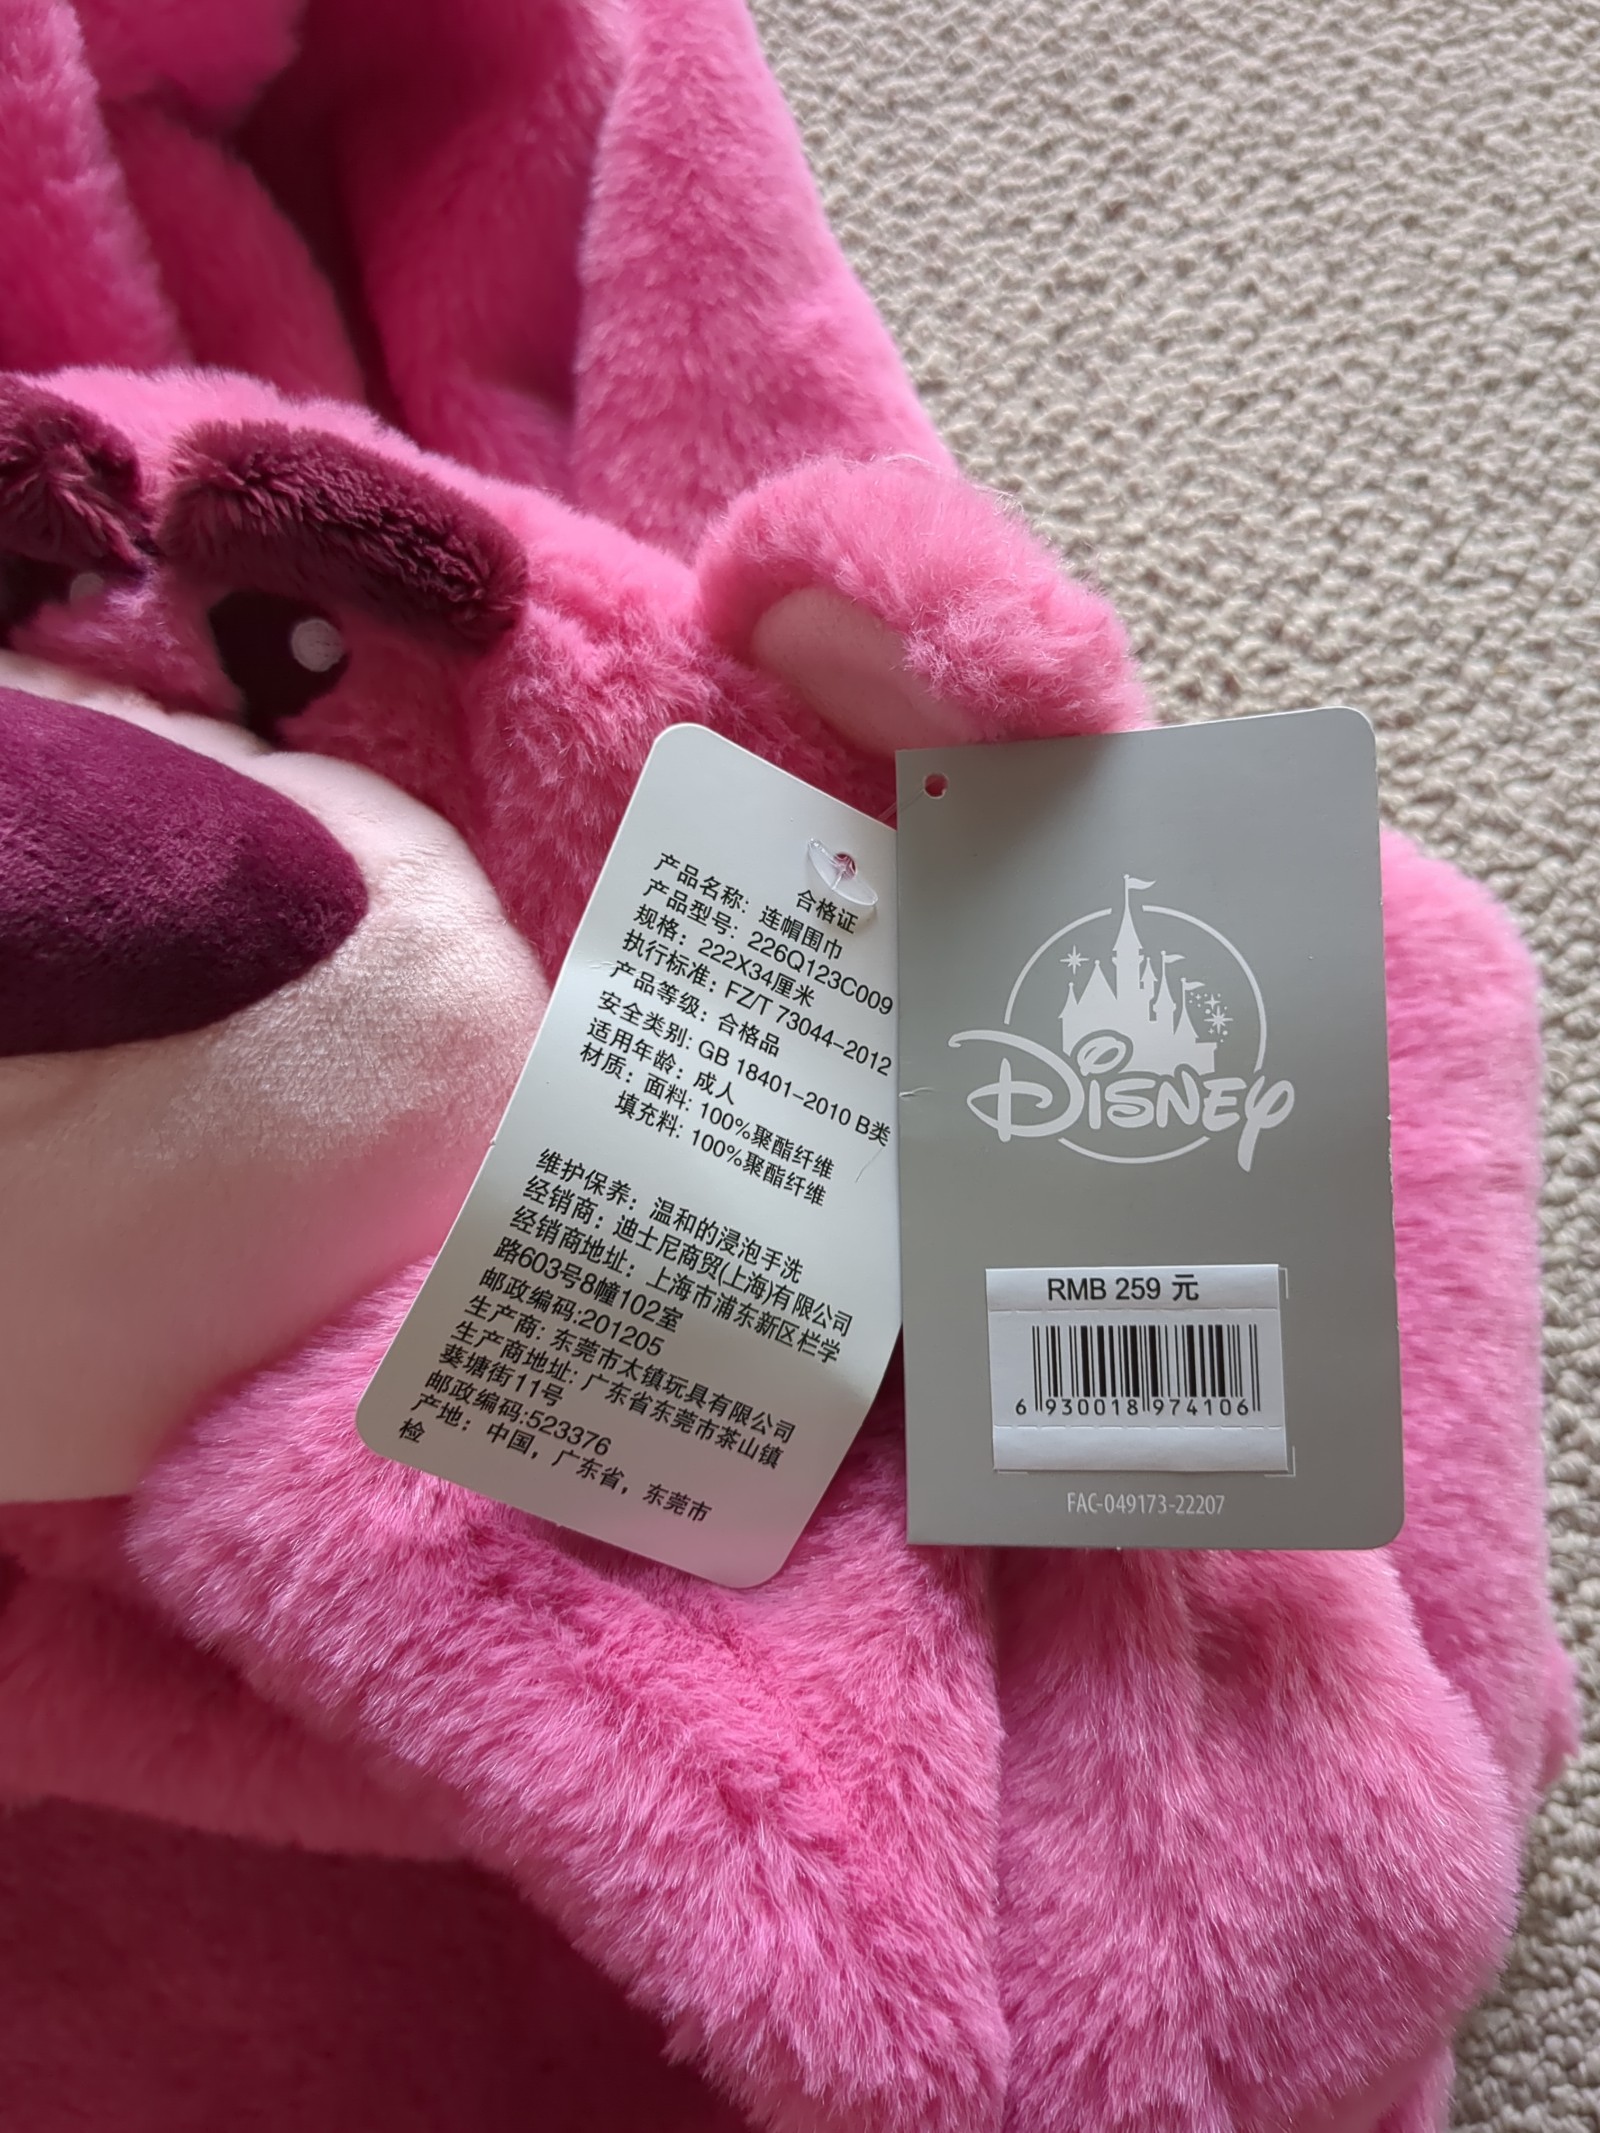 合格证
产品名称: 连帽围巾
产品型号: 226Q123C009
规格: 222X34厘米
执行标准: FZ/T 73044-2012
产品等级: 合格品
安全类别: GB 18401-2010 B类
适用年龄: 成人
材质: 面料: 100%聚酯纤维
填充料: 100%聚酯纤维
维护保养: 温和的浸泡手洗
经销商: 迪士尼商贸(上海)有限公司
经销商地址: 上海市浦东新区栏学
路603号8幢102室
邮政编码:201205
生产商: 东莞市太镇玩具有限公司
生产商地址: 广东省东莞市茶山镇
葵塘街11号
邮政编码:523376
产地: 中国, 广东省, 东莞市
检
Disney
RMB 259 元
6 930018 974106
FAC-049173-22207